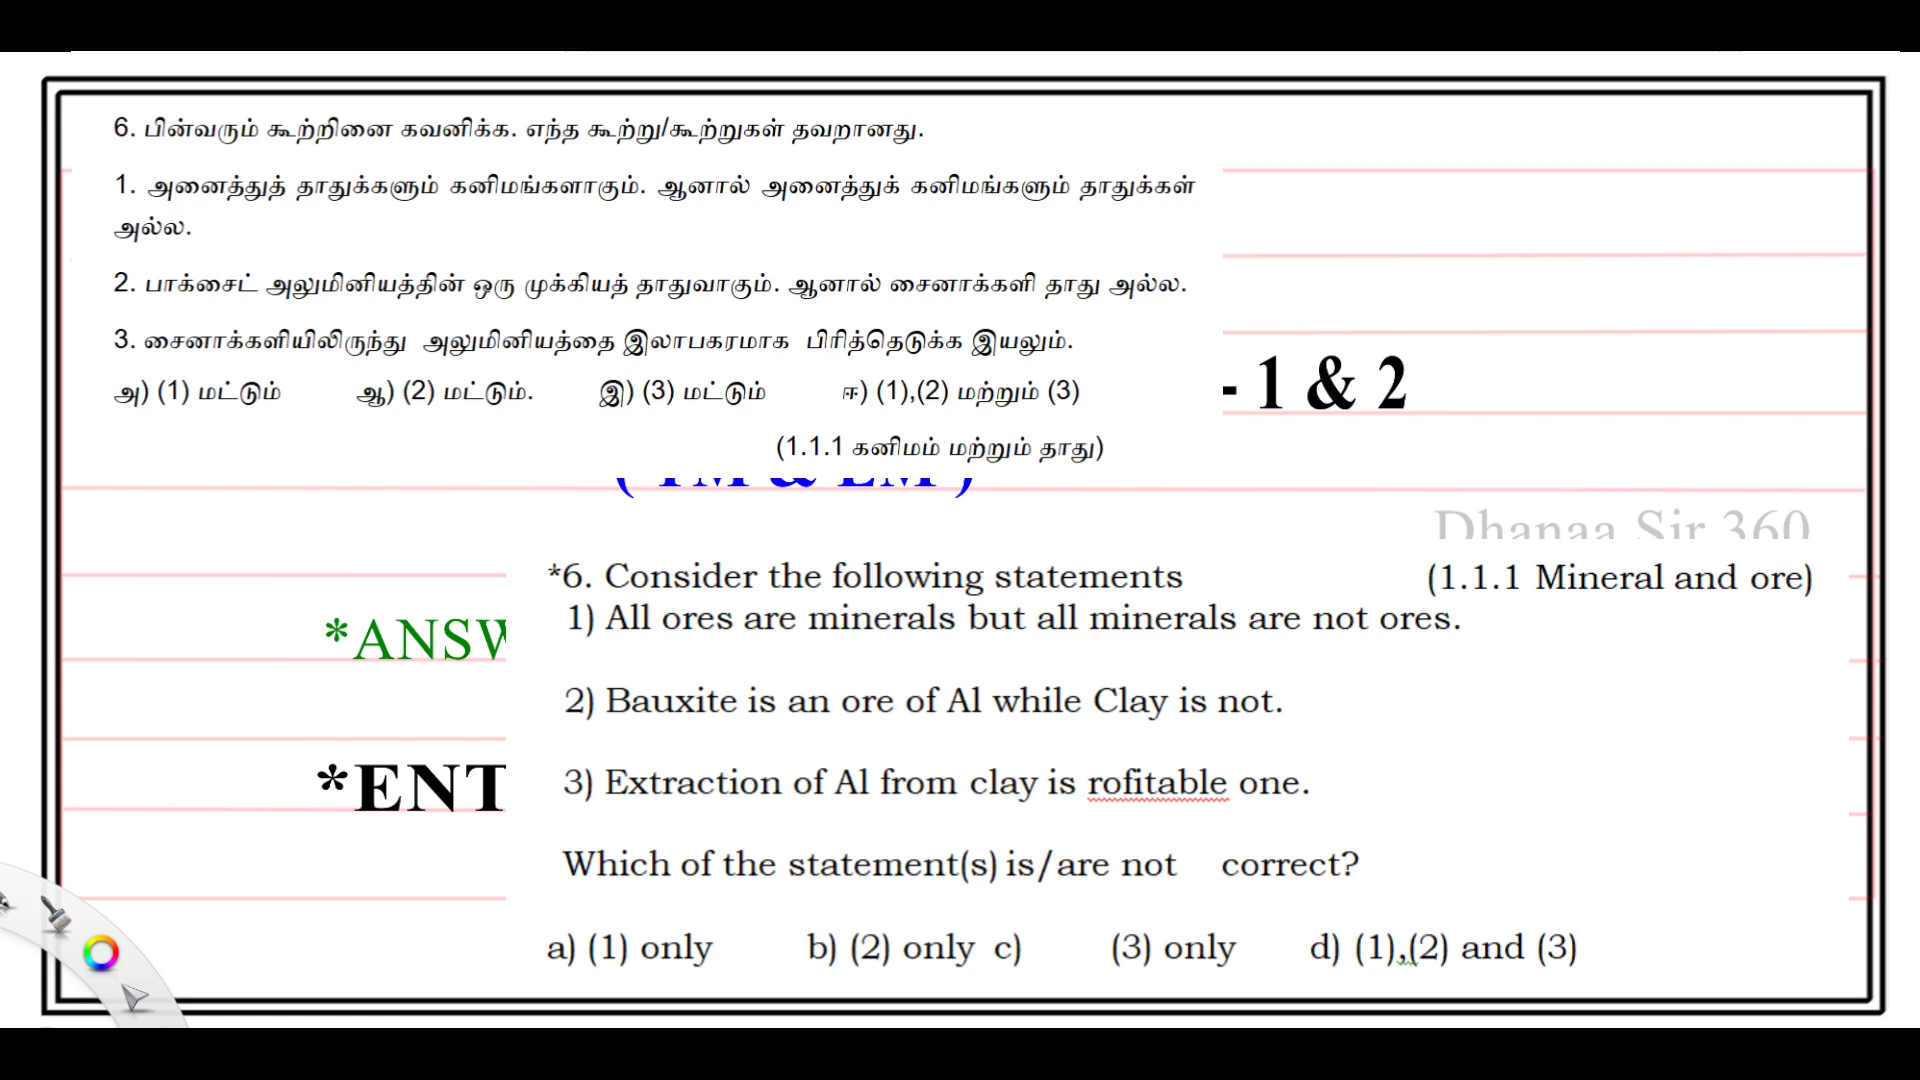 6. பின்வரும் கூற்றினை கவனிக்க. எந்த கூற்று/கூற்றுகள் தவறானது.
1. அனைத்துத் தாதுக்களும் கனிமங்களாகும். ஆனால் அனைத்துக் கனிமங்களும் தாதுக்கள்
அல்ல.
2. பாக்சைட் அலுமினியத்தின் ஒரு முக்கியத் தாதுவாகும். ஆனால் சைனாக்களி தாது அல்ல.
3. சைனாக்களியிலிருந்து அலுமினியத்தை இலாபகரமாக பிரித்தெடுக்க இயலும்.
அ) (1) மட்டும் ஆ) (2) மட்டும். இ) (3) மட்டும் ஈ) (1),(2) மற்றும் (3)
- 1 & 2
(1.1.1 கனிமம் மற்றும் தாது)
( TM & EM )
Dhanaa Sir 360
*6. Consider the following statements (1.1.1 Mineral and ore)
1) All ores are minerals but all minerals are not ores.
*ANSW
2) Bauxite is an ore of Al while Clay is not.
3) Extraction of Al from clay is rofitable one.
*ENT
Which of the statement(s) is/are not correct?
a) (1) only b) (2) only c) (3) only d) (1),(2) and (3)